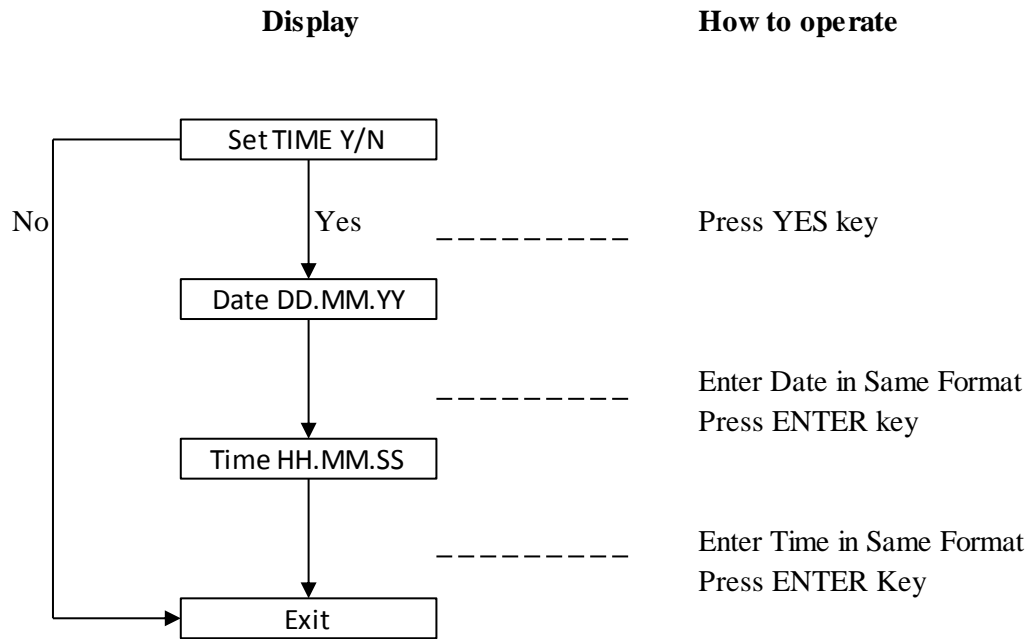 Display
How to operate
Set TIME Y/N
No
Yes
Press YES key
Date DD.MM.YY
Enter Date in Same Format
Press ENTER key
Time HH.MM.SS
Enter Time in Same Format
Press ENTER Key
Exit